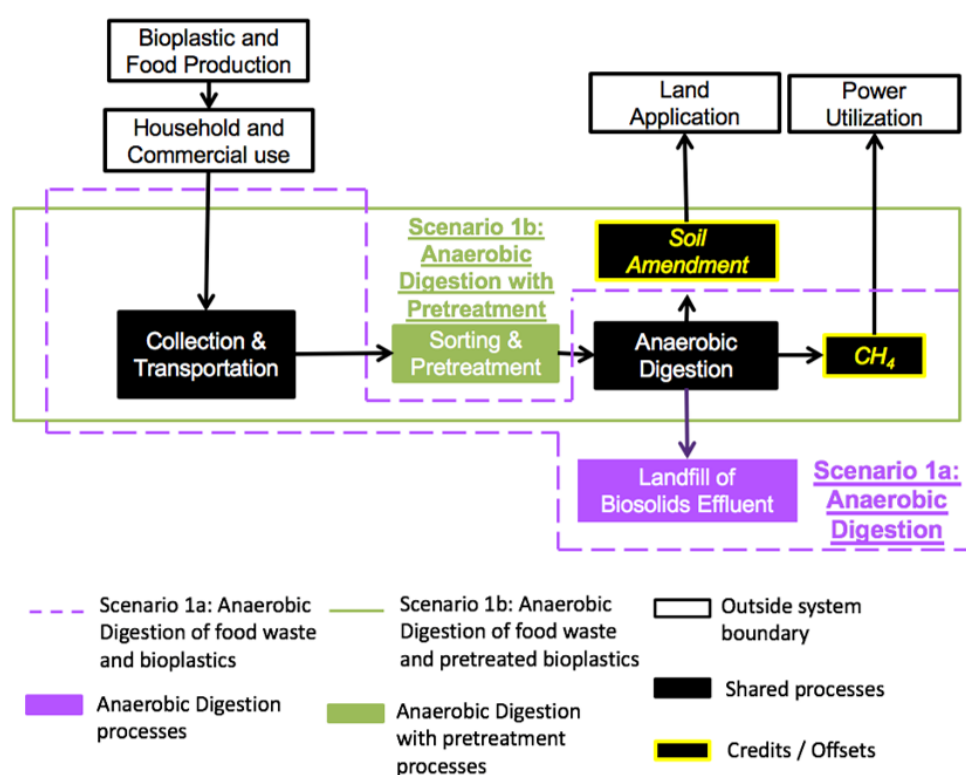 Bioplastic and
Food Production
Household and
Commercial use
Land
Application
Power
Utilization
Scenario 1b:
Anaerobic
Digestion with
Pretreatment
Soil
Amendment
Collection &
Transportation
Sorting &
Pretreatment
Anaerobic
Digestion
CH₄
Landfill of
Biosolids Effluent
Scenario 1a:
Anaerobic
Digestion
Scenario 1a: Anaerobic
Digestion of food waste
and bioplastics
Scenario 1b: Anaerobic
Digestion of food waste
and pretreated bioplastics
Outside system
boundary
Anaerobic Digestion
processes
Anaerobic Digestion
with pretreatment
processes
Shared processes
Credits / Offsets